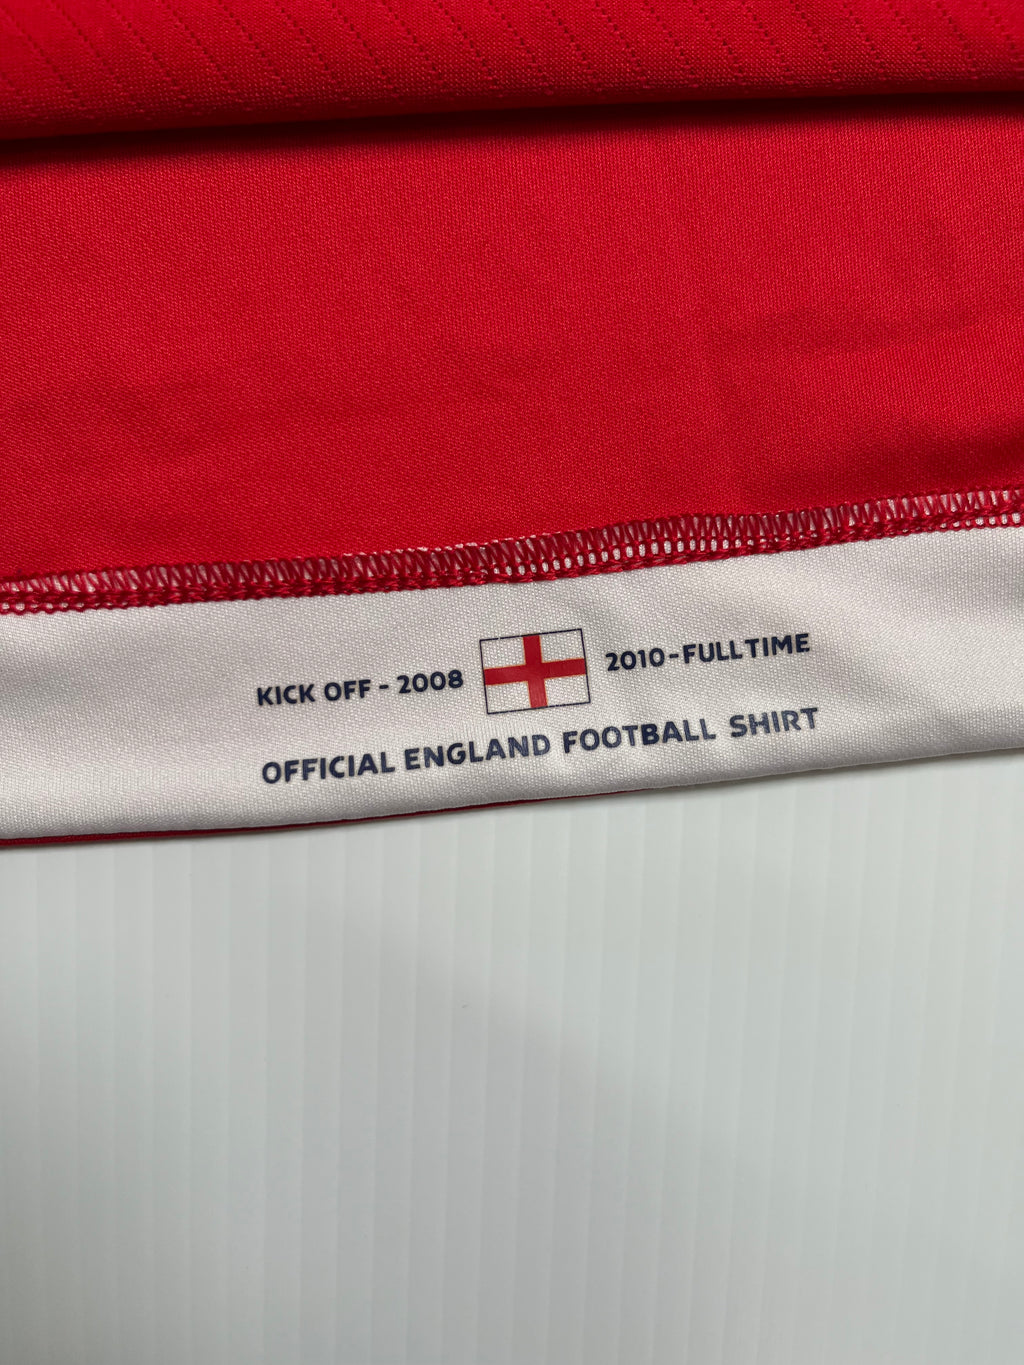 KICK OFF - 2008 2010-FULL TIME
OFFICIAL ENGLAND FOOTBALL SHIRT